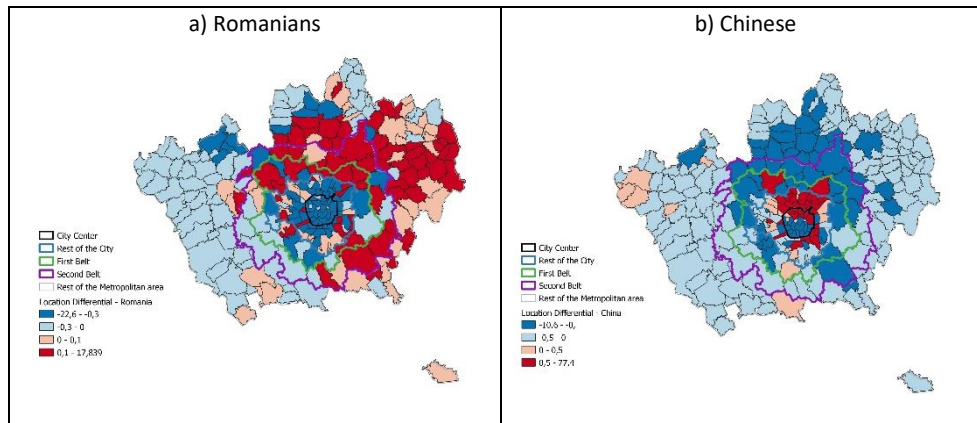 a) Romanians
City Center
Rest of the City
First Belt
Second Belt
Rest of the Metropolitan area
Location Differential - Romania
-22,6 - -0,3
-0,3 - 0
0 - 0,1
0,1 - 17,839
b) Chinese
City Center
Rest of the City
First Belt
Second Belt
Rest of the Metropolitan area
Location Differential - China
-10,6 - -0,
-0,5 - 0
0 - 0,5
0,5 - 77,4